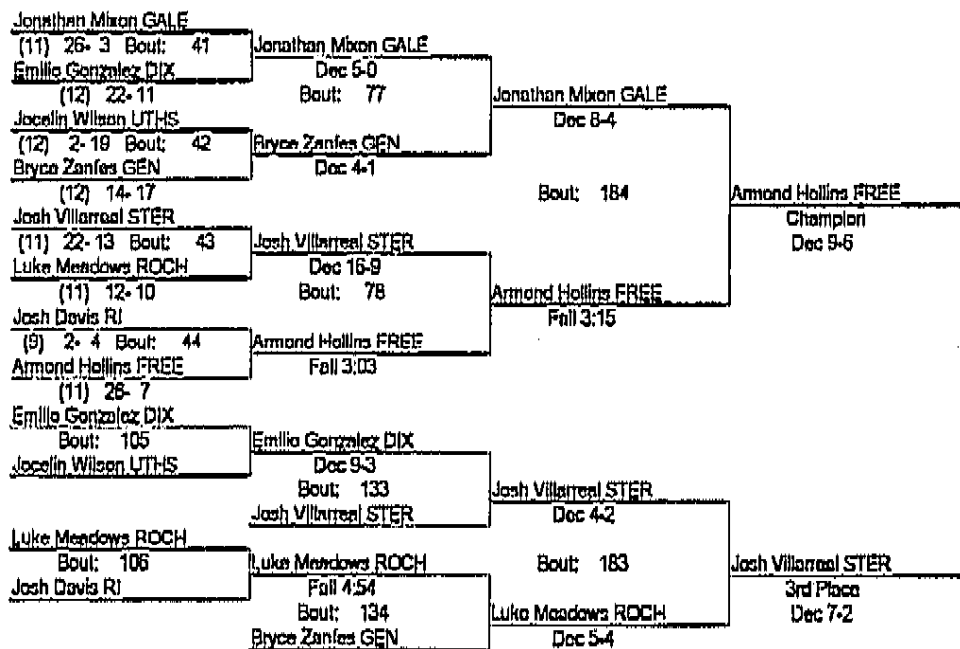 Jonathan Mixon GALE
(11) 26- 3 Bout: 41
Emilio Gonzalez DIX
(12) 22- 11
Jocelin Wilson UTHS
(12) 2- 19 Bout: 42
Bryce Zanfes GEN
(12) 14- 17
Josh Villarreal STER
(11) 22- 13 Bout: 43
Luke Meadows ROCH
(11) 12- 10
Josh Davis RI
(9) 2- 4 Bout: 44
Armond Hollins FREE
(11) 26- 7
Emilio Gonzalez DIX
Bout: 105
Jocelin Wilson UTHS
Luke Meadows ROCH
Bout: 106
Josh Davis RI
Jonathan Mixon GALE
Dec 5-0
Bout: 77
Bryce Zanfes GEN
Dec 4-1
Josh Villarreal STER
Dec 16-9
Bout: 78
Armond Hollins FREE
Fall 3:03
Emilio Gonzalez DIX
Dec 9-3
Bout: 133
Josh Villarreal STER
Luke Meadows ROCH
Fall 4:54
Bout: 134
Bryce Zanfes GEN
Jonathan Mixon GALE
Dec 8-4
Bout: 184
Armond Hollins FREE
Fall 3:15
Josh Villarreal STER
Dec 4-2
Bout: 183
Luke Meadows ROCH
Dec 5-4
Armond Hollins FREE
Champion
Dec 9-6
Josh Villarreal STER
3rd Place
Dec 7-2